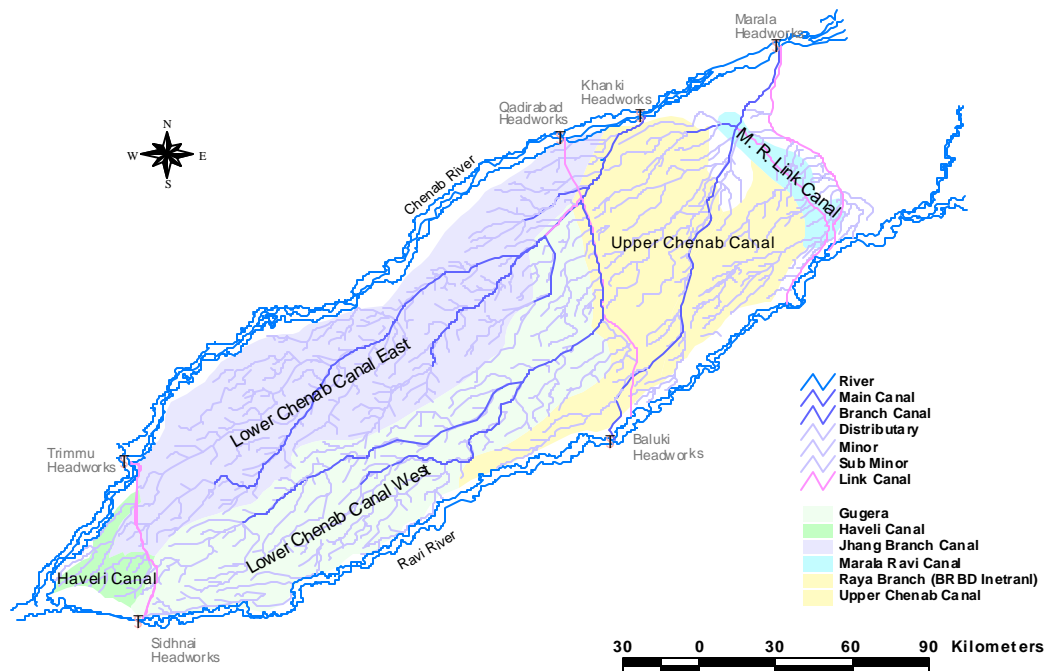 Marala
Headworks
Khanki
Headworks
Qadirabad
Headworks
N
W
E
S
M. R. Link Canal
Chenab River
Upper Chenab Canal
Lower Chenab Canal East
River
Main Canal
Branch Canal
Distributary
Minor
Sub Minor
Link Canal
Trimmu
Headworks
Baluki
Headworks
Lower Chenab Canal West
Ravi River
Gugera
Haveli Canal
Jhang Branch Canal
Marala Ravi Canal
Raya Branch (BRBD Inetranl)
Upper Chenab Canal
Haveli Canal
Sidhnai
Headworks
30 0 30 60 90 Kilometers